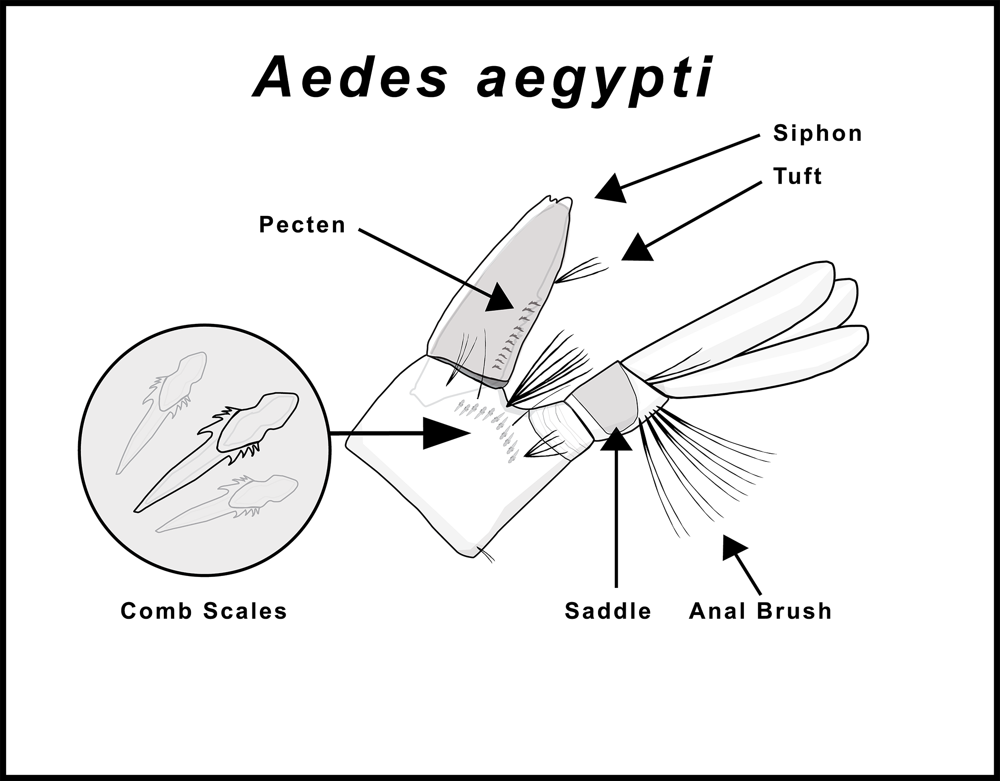 Aedes aegypti
Siphon
Tuft
Pecten
Comb Scales
Saddle
Anal Brush